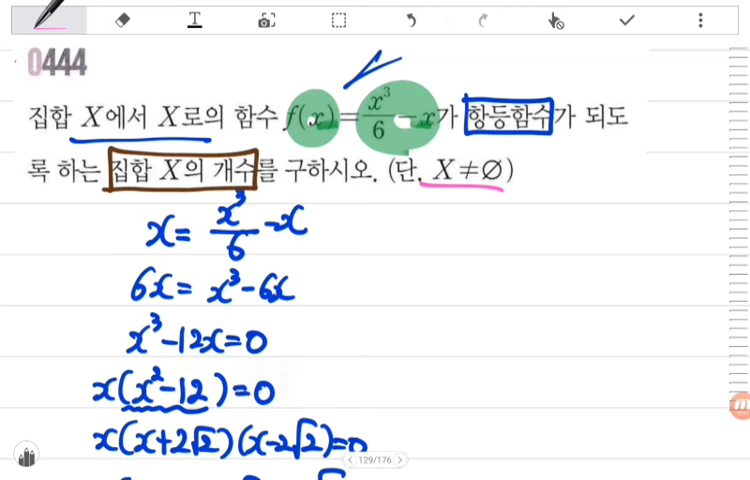 0444
집합 X에서 X로의 함수 f(x)=x³/6-x가 항등함수가 되도
록 하는 집합 X의 개수를 구하시오. (단, X≠∅)
x = x³/6 - x
6x = x³-6x
x³-12x=0
x(x²-12)=0
x(x+2√2)(x-2√2)=0
129/176